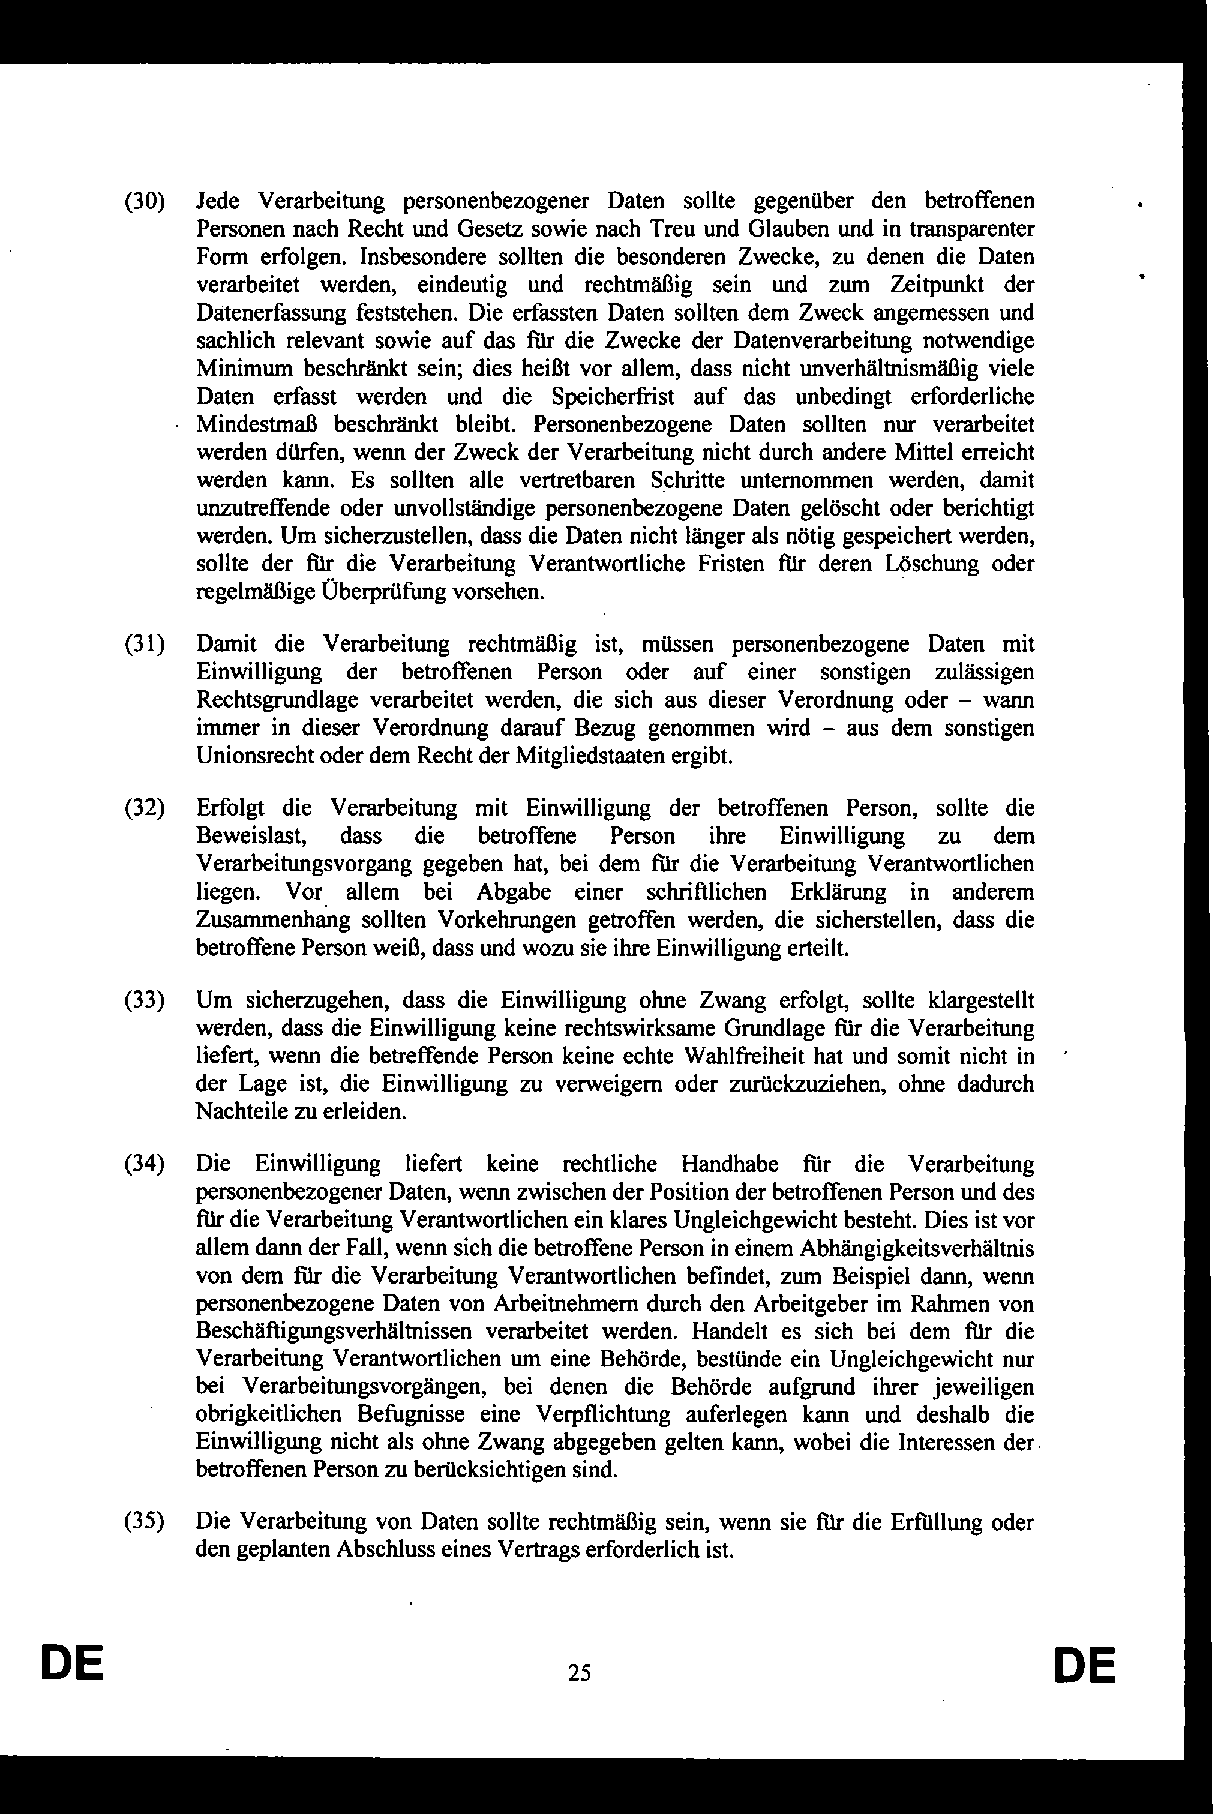 (30) Jede Verarbeitung personenbezogener Daten sollte gegenüber den betroffenen
Personen nach Recht und Gesetz sowie nach Treu und Glauben und in transparenter
Form erfolgen. Insbesondere sollten die besonderen Zwecke, zu denen die Daten
verarbeitet werden, eindeutig und rechtmäßig sein und zum Zeitpunkt der
Datenerfassung feststehen. Die erfassten Daten sollten dem Zweck angemessen und
sachlich relevant sowie auf das für die Zwecke der Datenverarbeitung notwendige
Minimum beschränkt sein; dies heißt vor allem, dass nicht unverhältnismäßig viele
Daten erfasst werden und die Speicherfrist auf das unbedingt erforderliche
Mindestmaß beschränkt bleibt. Personenbezogene Daten sollten nur verarbeitet
werden dürfen, wenn der Zweck der Verarbeitung nicht durch andere Mittel erreicht
werden kann. Es sollten alle vertretbaren Schritte unternommen werden, damit
unzutreffende oder unvollständige personenbezogene Daten gelöscht oder berichtigt
werden. Um sicherzustellen, dass die Daten nicht länger als nötig gespeichert werden,
sollte der für die Verarbeitung Verantwortliche Fristen für deren Löschung oder
regelmäßige Überprüfung vorsehen.
(31) Damit die Verarbeitung rechtmäßig ist, müssen personenbezogene Daten mit
Einwilligung der betroffenen Person oder auf einer sonstigen zulässigen
Rechtsgrundlage verarbeitet werden, die sich aus dieser Verordnung oder – wann
immer in dieser Verordnung darauf Bezug genommen wird – aus dem sonstigen
Unionsrecht oder dem Recht der Mitgliedstaaten ergibt.
(32) Erfolgt die Verarbeitung mit Einwilligung der betroffenen Person, sollte die
Beweislast, dass die betroffene Person ihre Einwilligung zu dem
Verarbeitungsvorgang gegeben hat, bei dem für die Verarbeitung Verantwortlichen
liegen. Vor allem bei Abgabe einer schriftlichen Erklärung in anderem
Zusammenhang sollten Vorkehrungen getroffen werden, die sicherstellen, dass die
betroffene Person weiß, dass und wozu sie ihre Einwilligung erteilt.
(33) Um sicherzugehen, dass die Einwilligung ohne Zwang erfolgt, sollte klargestellt
werden, dass die Einwilligung keine rechtswirksame Grundlage für die Verarbeitung
liefert, wenn die betreffende Person keine echte Wahlfreiheit hat und somit nicht in
der Lage ist, die Einwilligung zu verweigern oder zurückzuziehen, ohne dadurch
Nachteile zu erleiden.
(34) Die Einwilligung liefert keine rechtliche Handhabe für die Verarbeitung
personenbezogener Daten, wenn zwischen der Position der betroffenen Person und des
für die Verarbeitung Verantwortlichen ein klares Ungleichgewicht besteht. Dies ist vor
allem dann der Fall, wenn sich die betroffene Person in einem Abhängigkeitsverhältnis
von dem für die Verarbeitung Verantwortlichen befindet, zum Beispiel dann, wenn
personenbezogene Daten von Arbeitnehmern durch den Arbeitgeber im Rahmen von
Beschäftigungsverhältnissen verarbeitet werden. Handelt es sich bei dem für die
Verarbeitung Verantwortlichen um eine Behörde, bestünde ein Ungleichgewicht nur
bei Verarbeitungsvorgängen, bei denen die Behörde aufgrund ihrer jeweiligen
obrigkeitlichen Befugnisse eine Verpflichtung auferlegen kann und deshalb die
Einwilligung nicht als ohne Zwang abgegeben gelten kann, wobei die Interessen der
betroffenen Person zu berücksichtigen sind.
(35) Die Verarbeitung von Daten sollte rechtmäßig sein, wenn sie für die Erfüllung oder
den geplanten Abschluss eines Vertrags erforderlich ist.
DE 25 DE